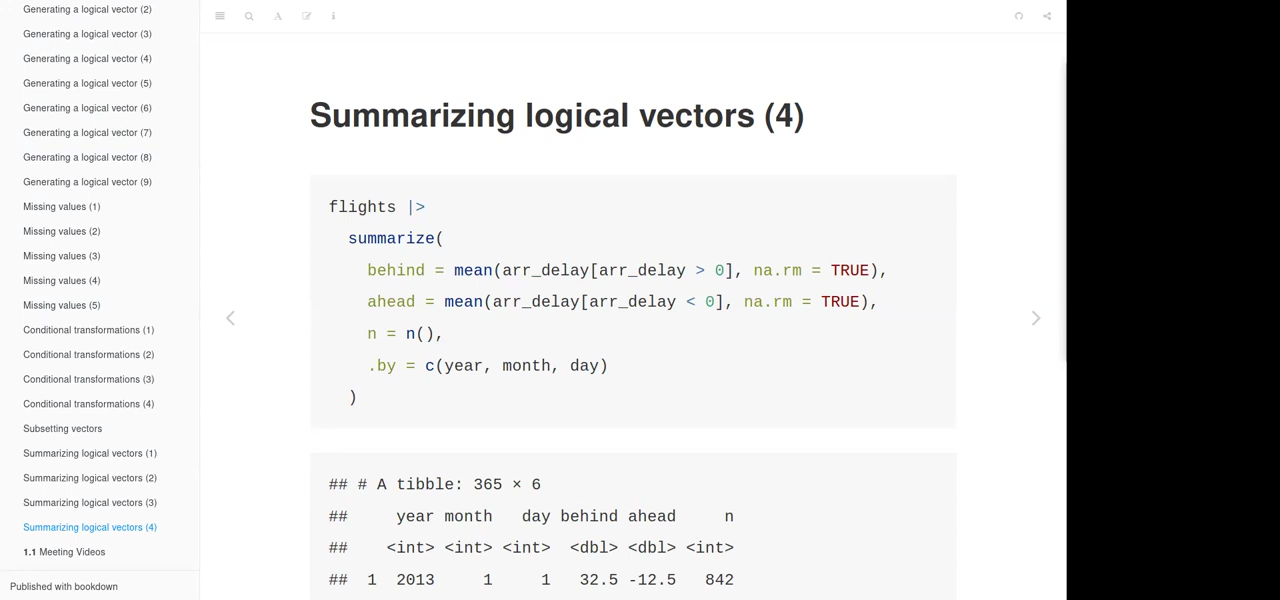 Generating a logical vector (2)
Generating a logical vector (3)
Generating a logical vector (4)
Generating a logical vector (5)
Generating a logical vector (6)
Generating a logical vector (7)
Generating a logical vector (8)
Generating a logical vector (9)
Missing values (1)
Missing values (2)
Missing values (3)
Missing values (4)
Missing values (5)
Conditional transformations (1)
Conditional transformations (2)
Conditional transformations (3)
Conditional transformations (4)
Subsetting vectors
Summarizing logical vectors (1)
Summarizing logical vectors (2)
Summarizing logical vectors (3)
Summarizing logical vectors (4)
1.1 Meeting Videos
Published with bookdown
Summarizing logical vectors (4)
flights |>
  summarize(
    behind = mean(arr_delay[arr_delay > 0], na.rm = TRUE),
    ahead = mean(arr_delay[arr_delay < 0], na.rm = TRUE),
    n = n(),
    .by = c(year, month, day)
  )
## # A tibble: 365 × 6
##     year month   day behind ahead     n
##    <int> <int> <int>  <dbl> <dbl> <int>
##  1  2013     1     1   32.5 -12.5   842